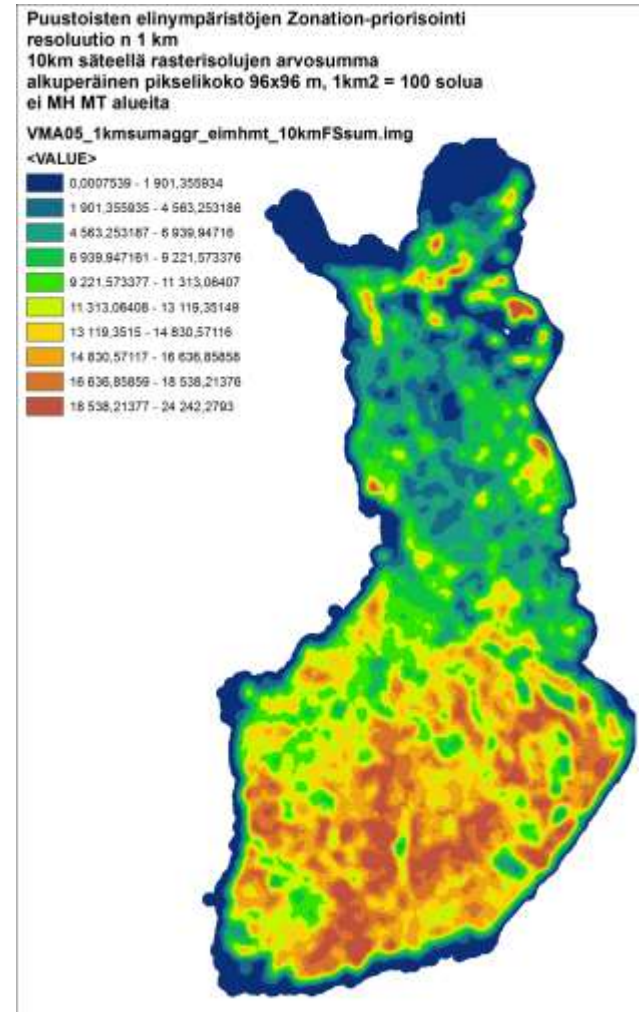 Puustoisten elinympäristöjen Zonation-priorisointi
resoluutio n 1 km
10km säteellä rasterisolujen arvosumma
alkuperäinen pikselikoko 96x96 m, 1km2 = 100 solua
ei MH MT alueita
VMA05_1kmsumaggr_eimhmt_10kmFSsum.img
<VALUE>
0,0007539 - 1 901,355934
1 901,355935 - 4 563,253186
4 563,253187 - 6 939,94716
6 939,947161 - 9 221,573376
9 221,573377 - 11 313,06407
11 313,06408 - 13 119,35149
13 119,3515 - 14 830,57116
14 830,57117 - 16 636,85858
16 636,85859 - 18 538,21376
18 538,21377 - 24 242,2793